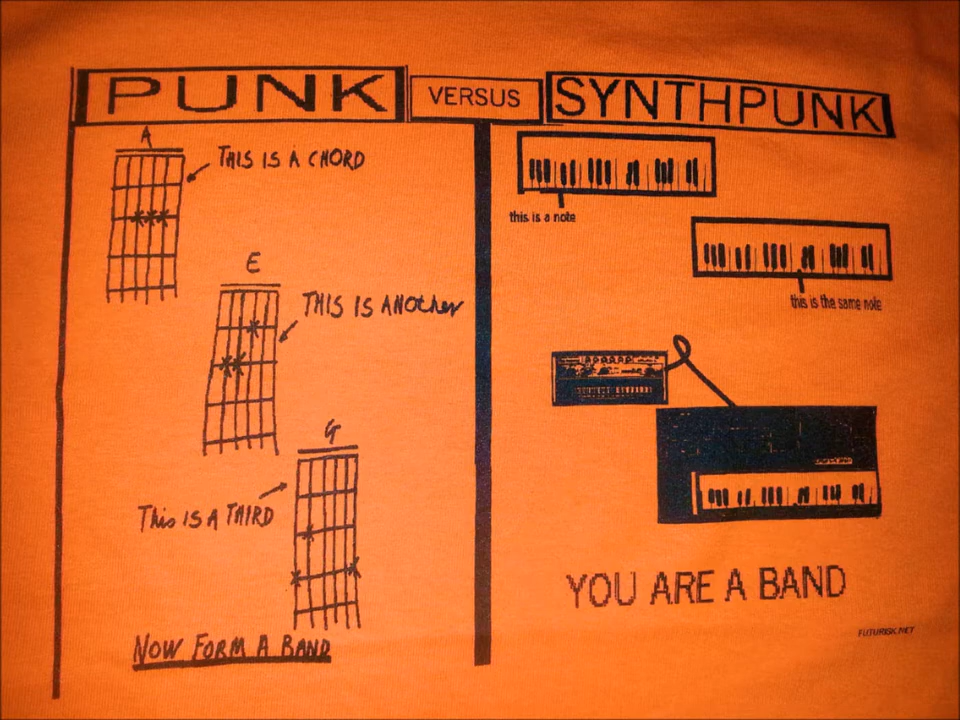 PUNK
VERSUS
SYNTHPUNK
A
THIS IS A CHORD
E
THIS IS ANOTHER
G
This IS A THIRD
NOW FORM A BAND
this is a note
this is the same note
YOU ARE A BAND
FUTURISK.NET